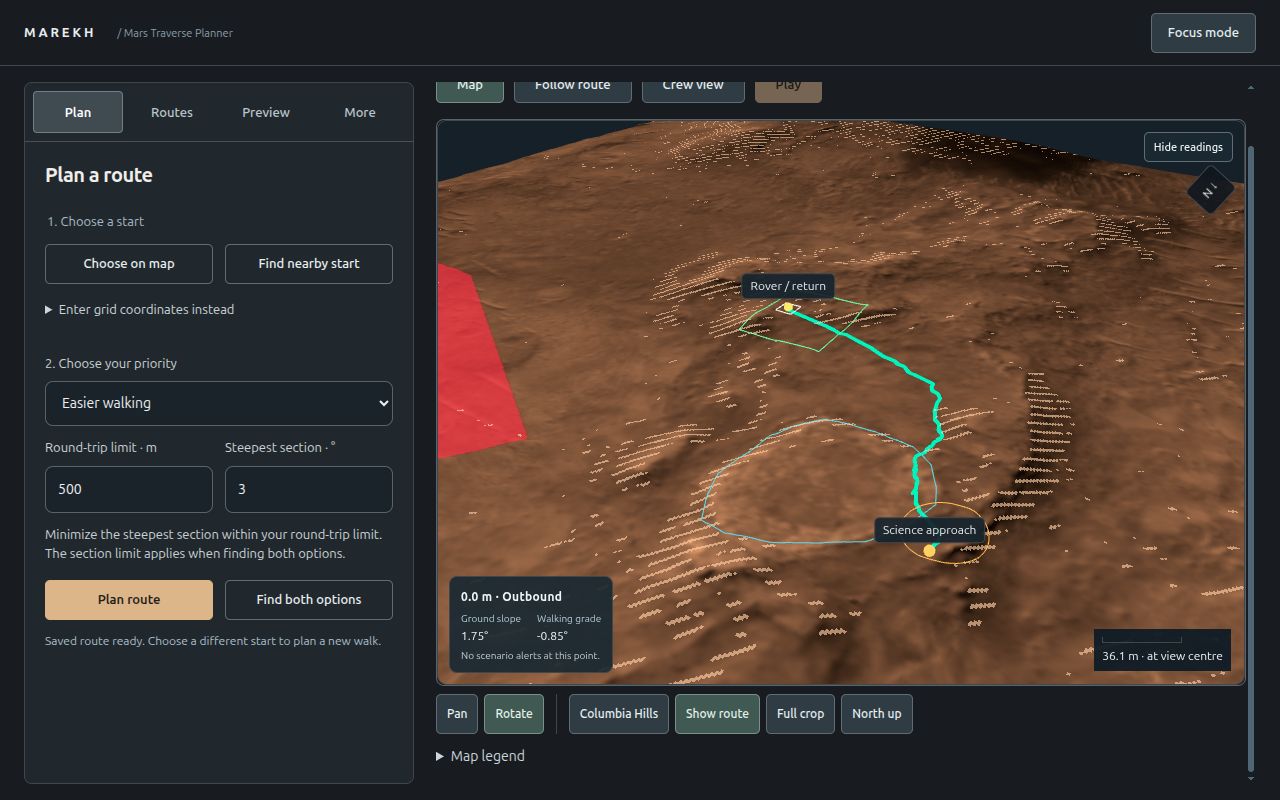 MAREKH / Mars Traverse Planner
Focus mode
Plan Routes Preview More
Plan a route
1. Choose a start
Choose on map Find nearby start
▶ Enter grid coordinates instead
2. Choose your priority
Easier walking
Round-trip limit · m Steepest section · °
500 3
Minimize the steepest section within your round-trip limit.
The section limit applies when finding both options.
Plan route Find both options
Saved route ready. Choose a different start to plan a new walk.
Map Follow route Crew view Play
Hide readings
N
Rover / return
Science approach
0.0 m · Outbound
Ground slope Walking grade
1.75° -0.85°
No scenario alerts at this point.
36.1 m · at view centre
Pan Rotate Columbia Hills Show route Full crop North up
▶ Map legend